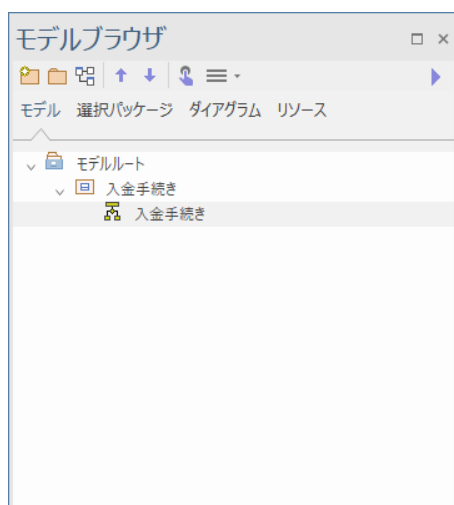 モデルブラウザ
モデル 選択パッケージ ダイアグラム リソース
モデルルート
入金手続き
入金手続き